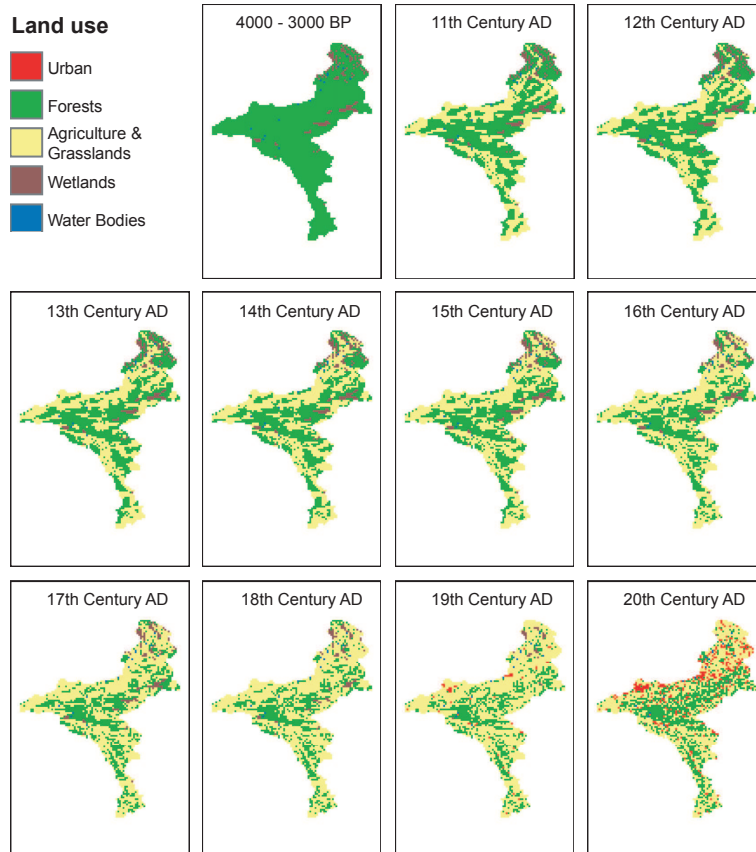 Land use
Urban
Forests
Agriculture &
Grasslands
Wetlands
Water Bodies
4000 - 3000 BP
11th Century AD
12th Century AD
13th Century AD
14th Century AD
15th Century AD
16th Century AD
17th Century AD
18th Century AD
19th Century AD
20th Century AD